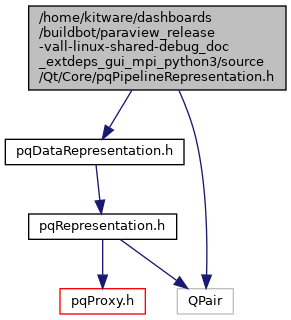 /home/kitware/dashboards
/buildbot/paraview_release
-vall-linux-shared-debug_doc
_extdeps_gui_mpi_python3/source
/Qt/Core/pqPipelineRepresentation.h
pqDataRepresentation.h
pqRepresentation.h
pqProxy.h
QPair